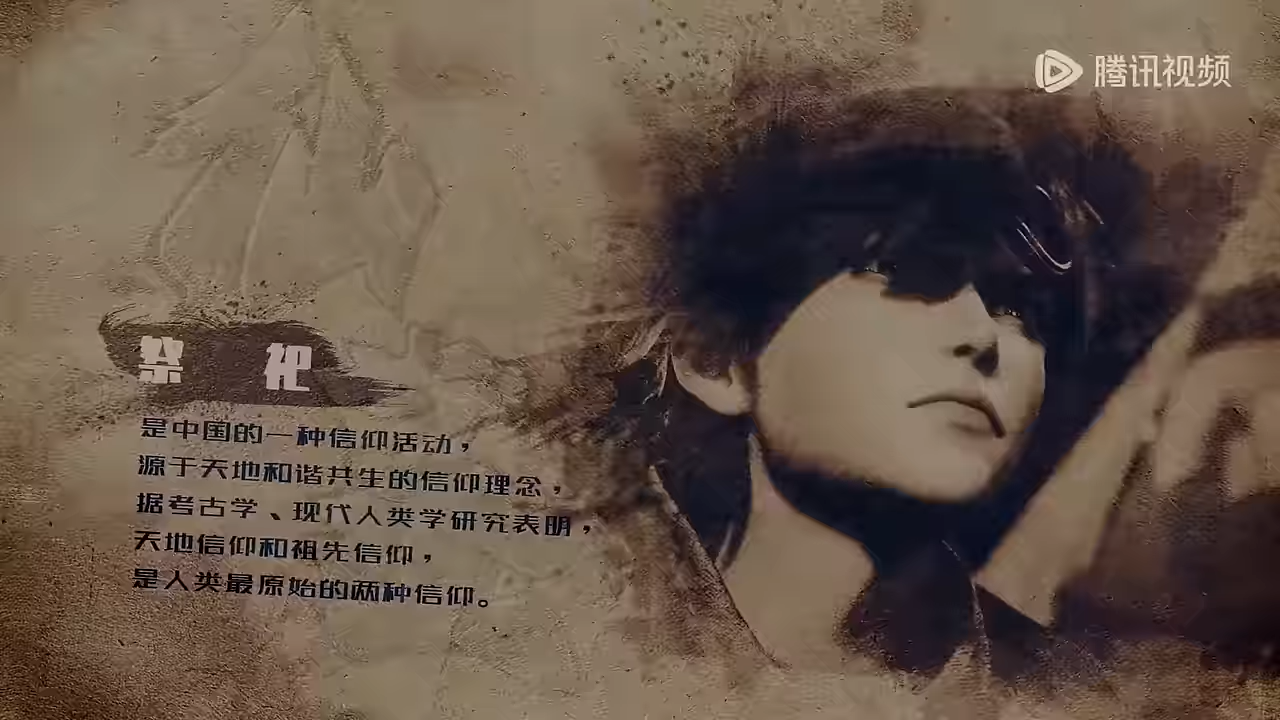 腾讯视频
祭祀
是中国的一种信仰活动，
源于天地和谐共生的信仰理念，
据考古学、现代人类学研究表明，
天地信仰和祖先信仰，
是人类最原始的两种信仰。